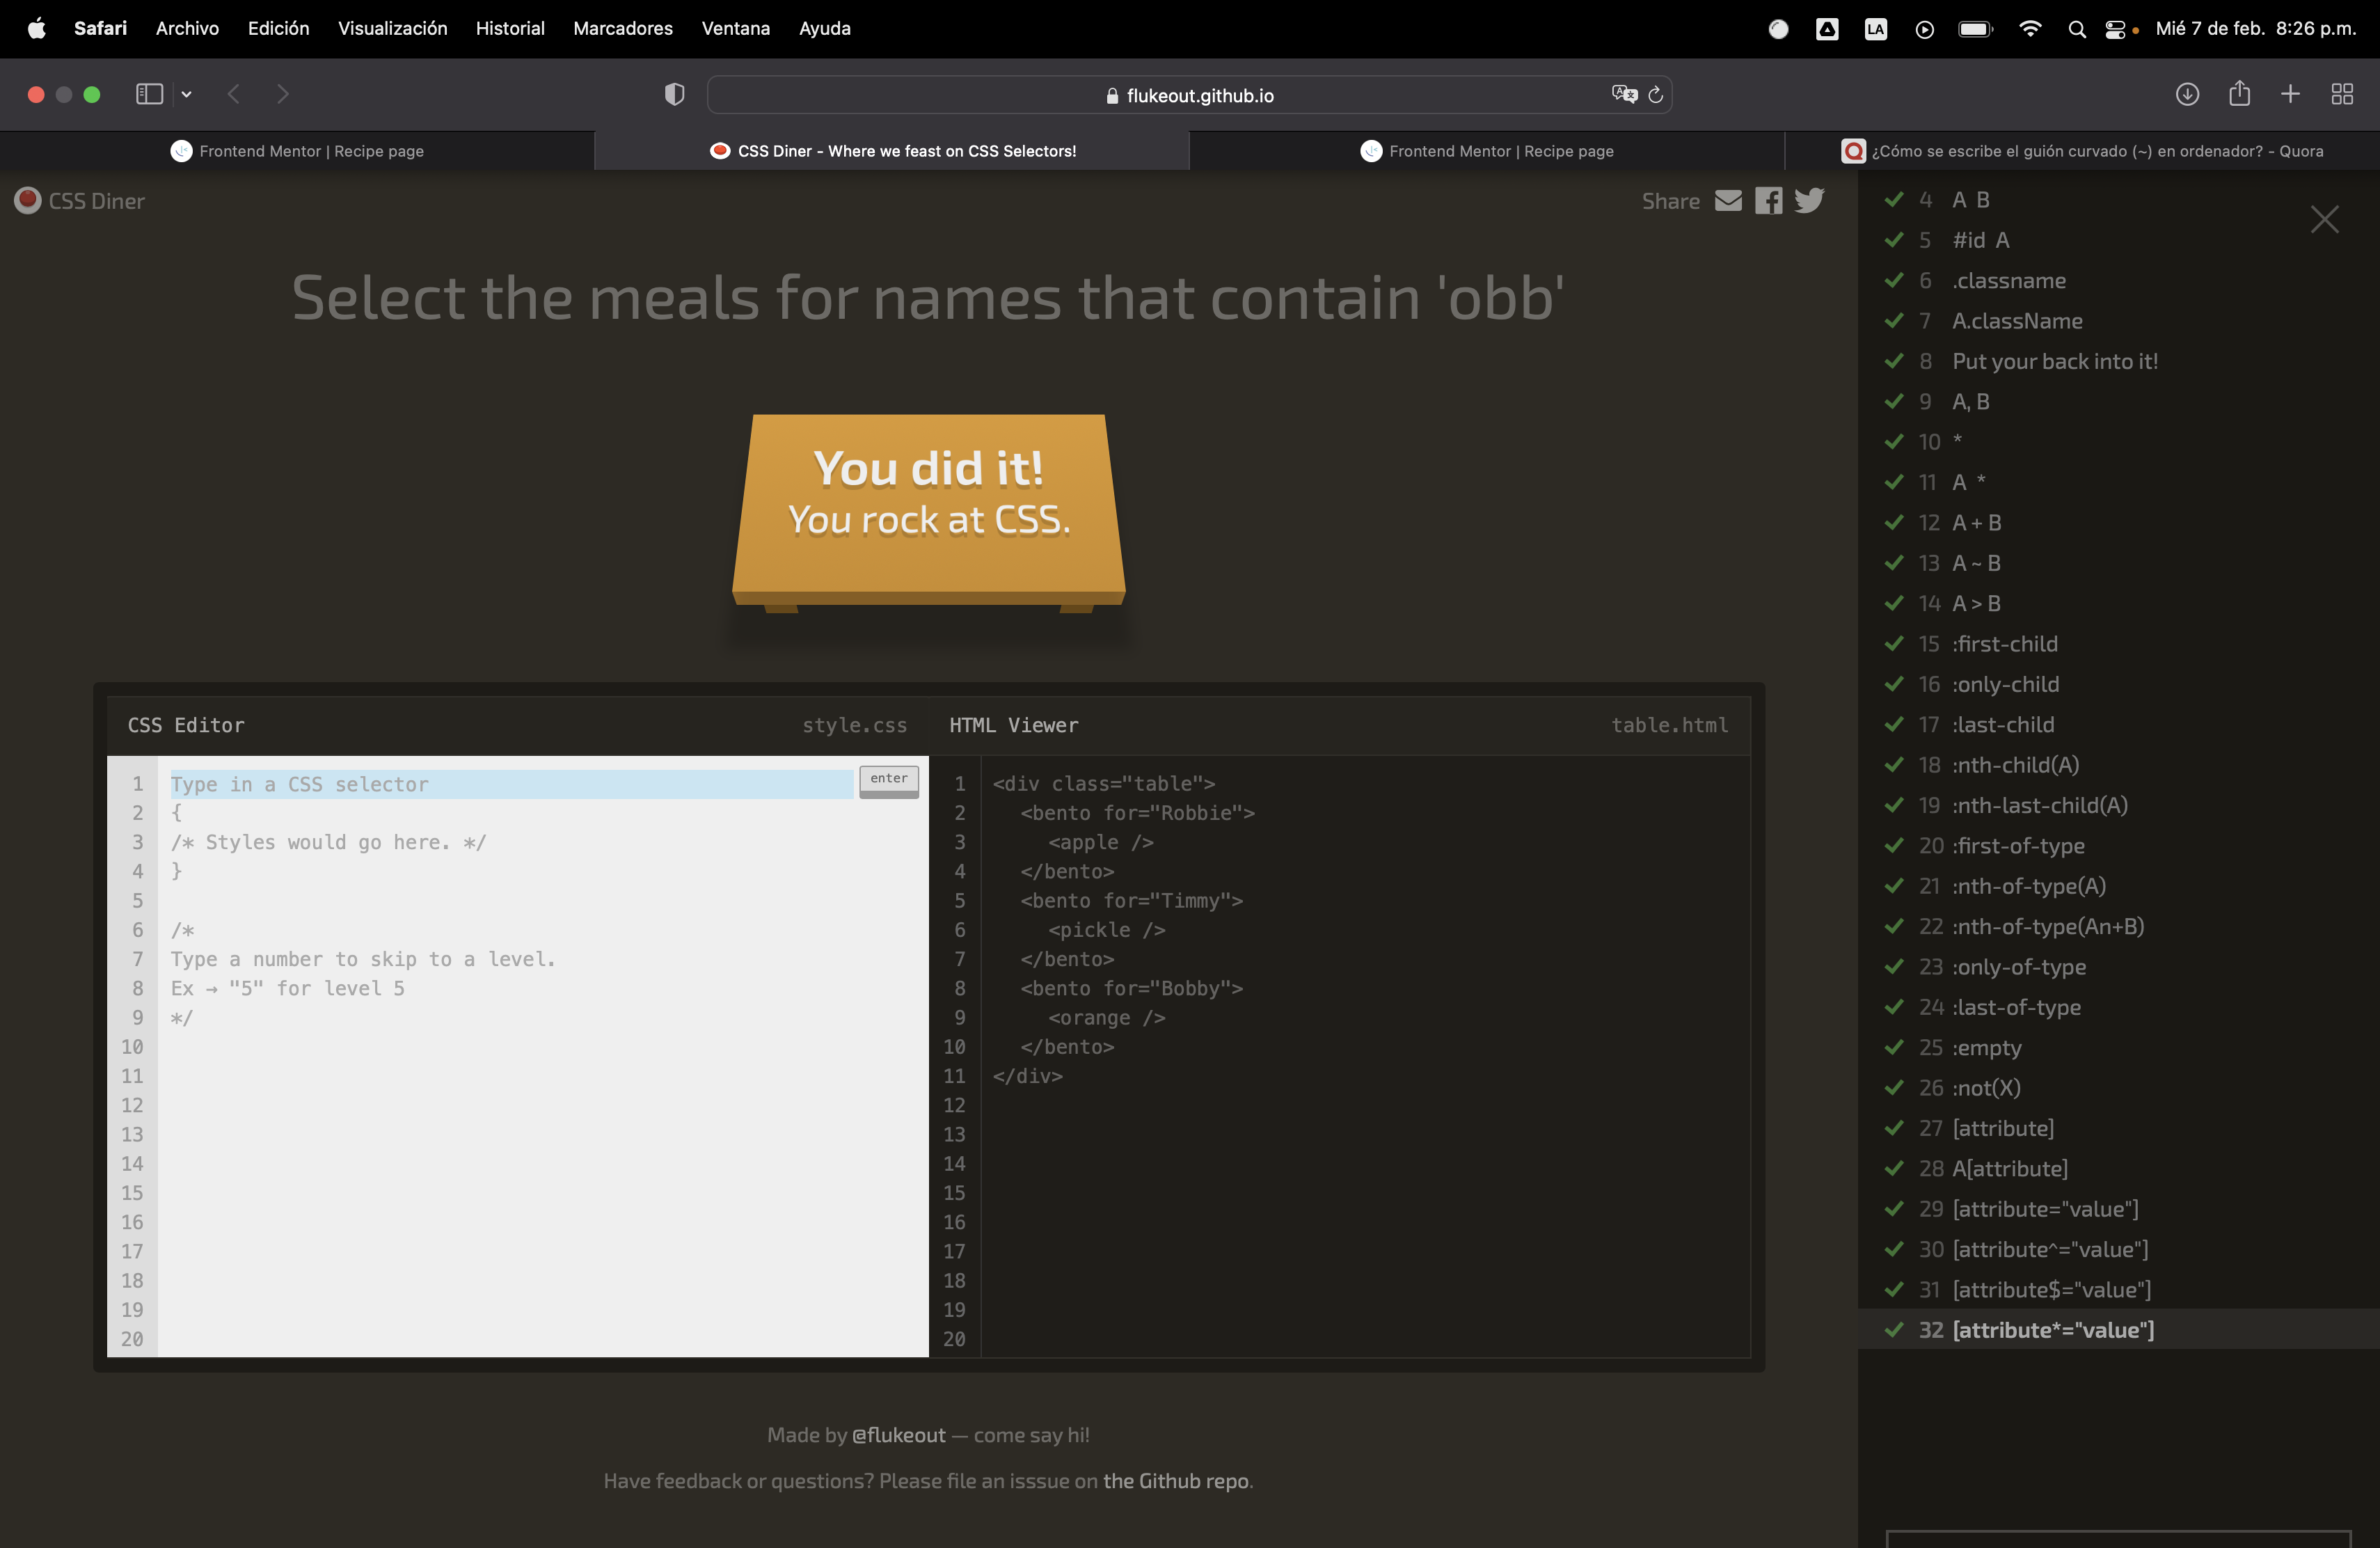 Safari Archivo Edición Visualización Historial Marcadores Ventana Ayuda LA Mié 7 de feb. 8:26 p.m.
flukeout.github.io
Frontend Mentor | Recipe page
CSS Diner - Where we feast on CSS Selectors!
Frontend Mentor | Recipe page
¿Cómo se escribe el guión curvado (~) en ordenador? - Quora
CSS Diner
Share
Select the meals for names that contain 'obb'
You did it!
You rock at CSS.
CSS Editor style.css
1 Type in a CSS selector enter
2 {
3 /* Styles would go here. */
4 }
5
6 /*
7 Type a number to skip to a level.
8 Ex → "5" for level 5
9 */
10
11
12
13
14
15
16
17
18
19
20
HTML Viewer table.html
1 <div class="table">
2 <bento for="Robbie">
3 <apple />
4 </bento>
5 <bento for="Timmy">
6 <pickle />
7 </bento>
8 <bento for="Bobby">
9 <orange />
10 </bento>
11 </div>
12
13
14
15
16
17
18
19
20
Made by @flukeout — come say hi!
Have feedback or questions? Please file an isssue on the Github repo.
4 A B
5 #id A
6 .classname
7 A.className
8 Put your back into it!
9 A, B
10 *
11 A *
12 A + B
13 A ~ B
14 A > B
15 :first-child
16 :only-child
17 :last-child
18 :nth-child(A)
19 :nth-last-child(A)
20 :first-of-type
21 :nth-of-type(A)
22 :nth-of-type(An+B)
23 :only-of-type
24 :last-of-type
25 :empty
26 :not(X)
27 [attribute]
28 A[attribute]
29 [attribute="value"]
30 [attribute^="value"]
31 [attribute$="value"]
32 [attribute*="value"]